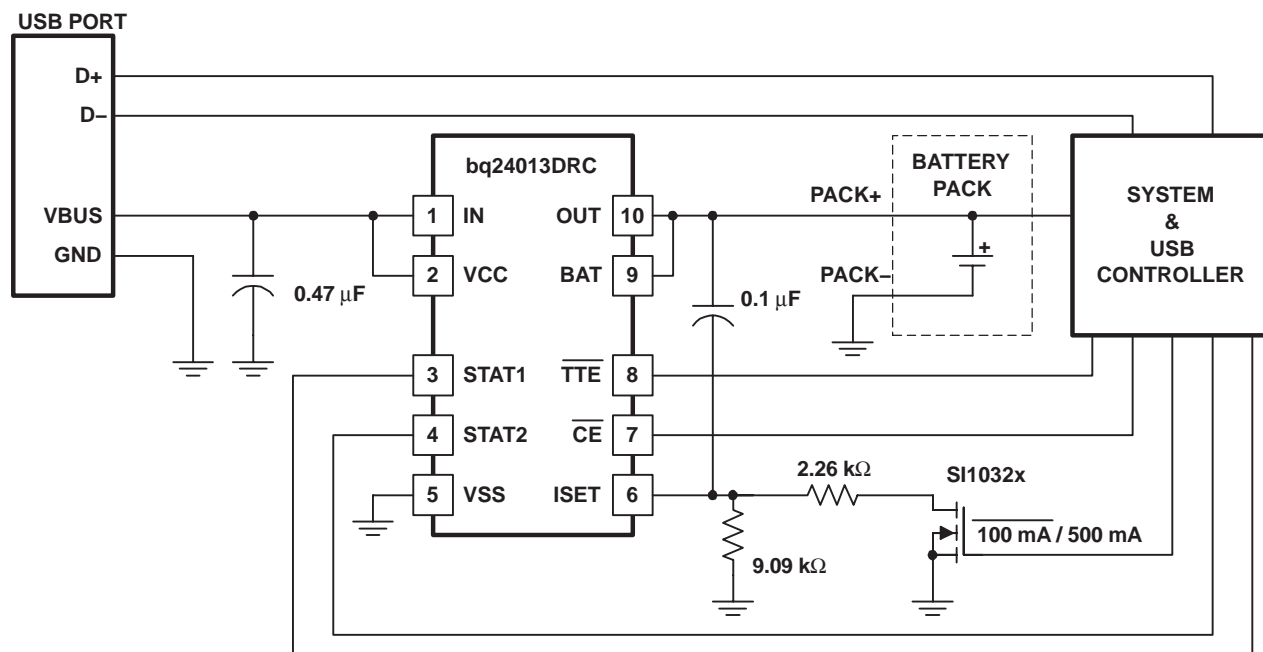 USB PORT
D+
D–
VBUS
GND
0.47 μF
bq24013DRC
1 IN
2 VCC
3 STAT1
4 STAT2
5 VSS
OUT 10
BAT 9
TTE 8
CE 7
ISET 6
0.1 μF
PACK+
PACK–
BATTERY
PACK
+
SYSTEM
&
USB
CONTROLLER
2.26 kΩ
9.09 kΩ
SI1032x
100 mA / 500 mA